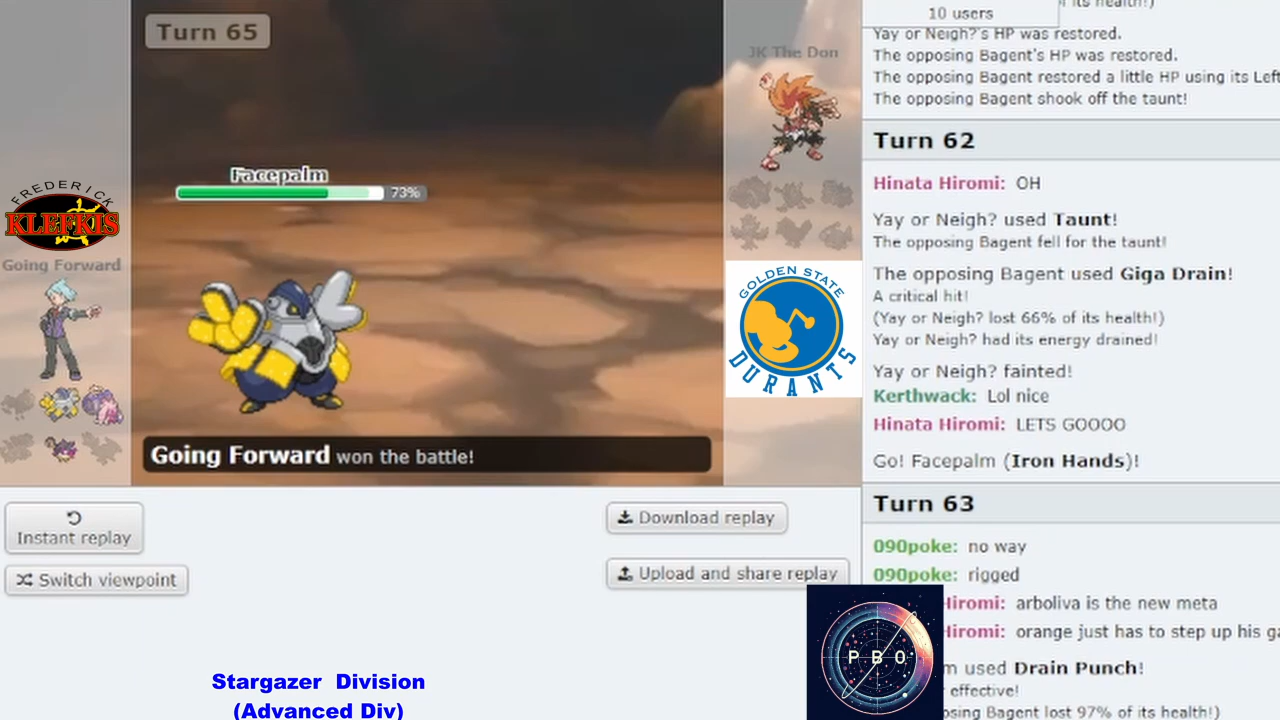 Turn 65
Facepalm
73%
Going Forward won the battle!
FREDERICK
KLEFKIS
Going Forward
JK The Don
GOLDEN STATE
DURANTS
Instant replay
Switch viewpoint
Download replay
Upload and share replay
Stargazer Division
(Advanced Div)
PBO
10 users
its health!)
Yay or Neigh?'s HP was restored.
The opposing Bagent's HP was restored.
The opposing Bagent restored a little HP using its Left
The opposing Bagent shook off the taunt!
Turn 62
Hinata Hiromi: OH
Yay or Neigh? used Taunt!
The opposing Bagent fell for the taunt!
The opposing Bagent used Giga Drain!
A critical hit!
(Yay or Neigh? lost 66% of its health!)
Yay or Neigh? had its energy drained!
Yay or Neigh? fainted!
Kerthwack: Lol nice
Hinata Hiromi: LETS GOOOO
Go! Facepalm (Iron Hands)!
Turn 63
090poke: no way
090poke: rigged
Hiromi: arboliva is the new meta
Hiromi: orange just has to step up his ga
m used Drain Punch!
effective!
osing Bagent lost 97% of its health!)